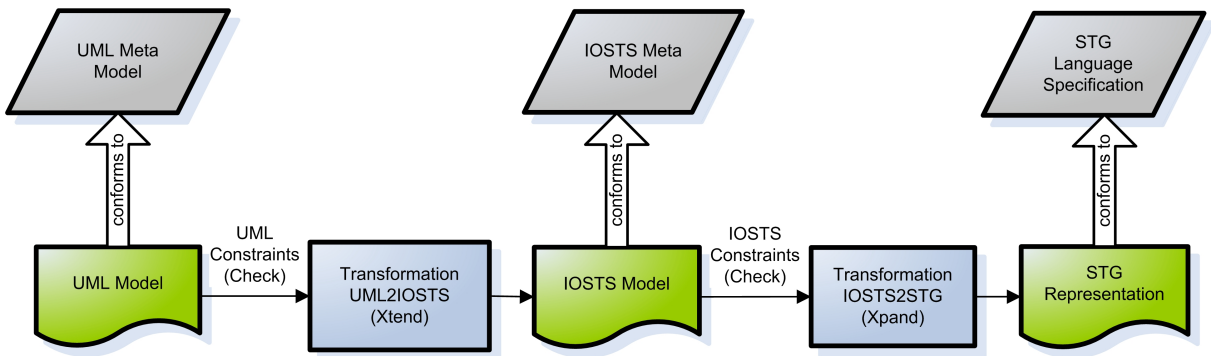 UML Meta
Model
IOSTS Meta
Model
STG
Language
Specification
conforms to
conforms to
conforms to
UML
Constraints
(Check)
IOSTS
Constraints
(Check)
UML Model
Transformation
UML2IOSTS
(Xtend)
IOSTS Model
Transformation
IOSTS2STG
(Xpand)
STG
Representation